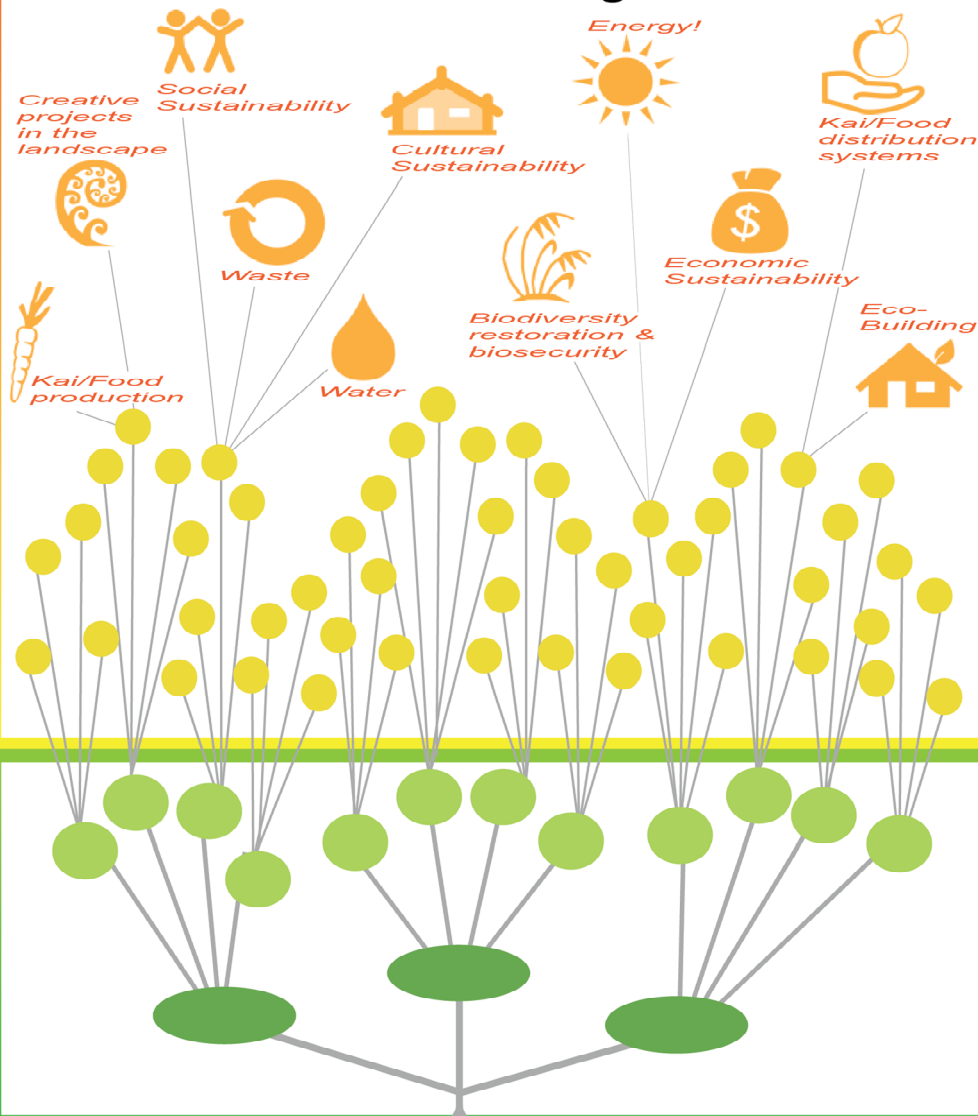 Energy!
Social
Sustainability
Creative
projects
in the
landscape
Cultural
Sustainability
Kai/Food
distribution
systems
Waste
$
Economic
Sustainability
Biodiversity
restoration &
biosecurity
Eco-
Building
Kai/Food
production
Water